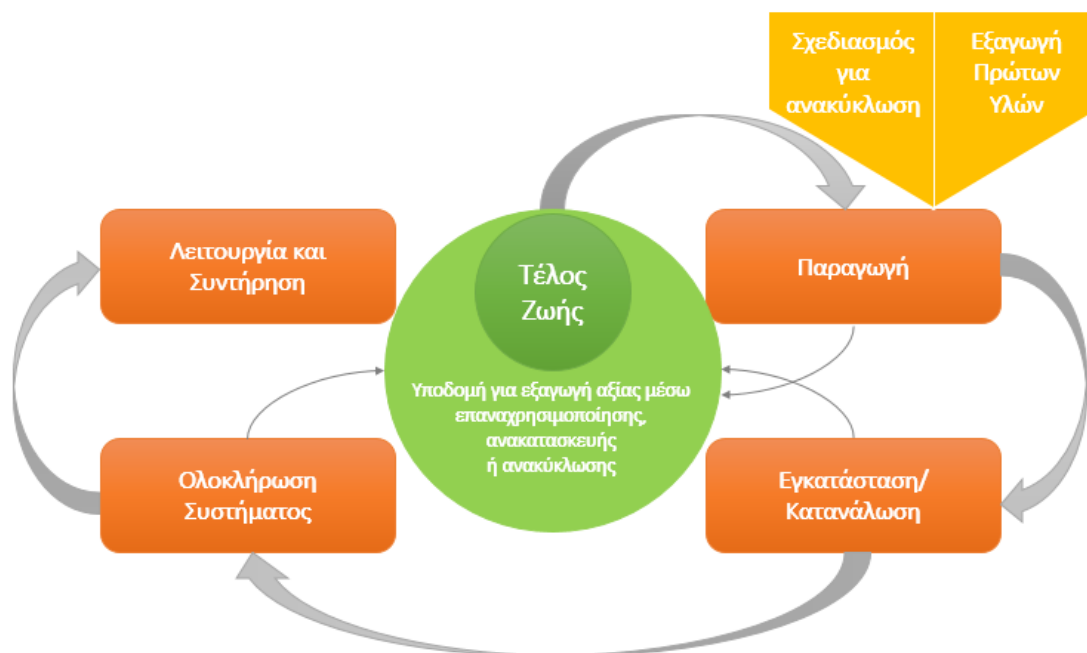 Σχεδιασμός
για
ανακύκλωση
Εξαγωγή
Πρώτων
Υλών
Λειτουργία και
Συντήρηση
Τέλος
Ζωής
Παραγωγή
Υποδομή για εξαγωγή αξίας μέσω
επαναχρησιμοποίησης,
ανακατασκευής
ή ανακύκλωσης
Ολοκλήρωση
Συστήματος
Εγκατάσταση/
Κατανάλωση